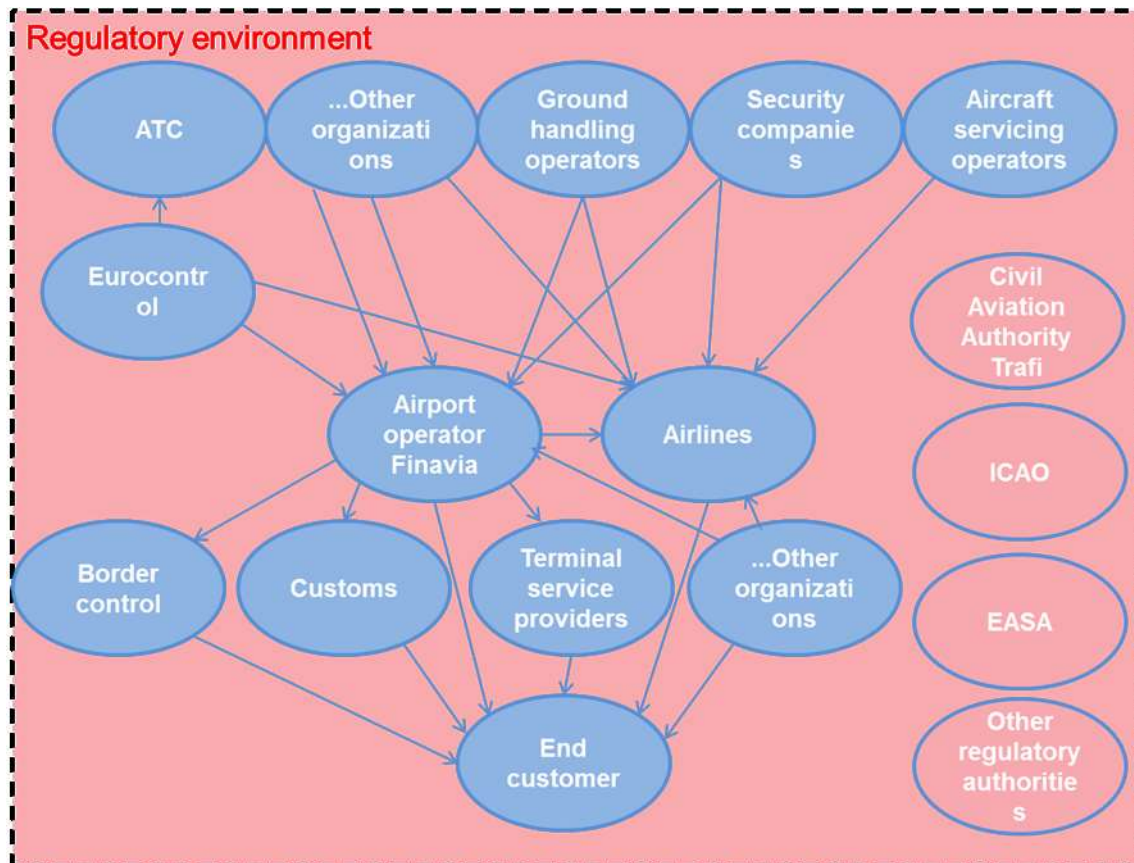 Regulatory environment
ATC
...Other
organizati
ons
Ground
handling
operators
Security
companie
s
Aircraft
servicing
operators
Eurocontr
ol
Civil
Aviation
Authority
Trafi
Airport
operator
Finavia
Airlines
ICAO
Border
control
Customs
Terminal
service
providers
...Other
organizati
ons
EASA
End
customer
Other
regulatory
authoritie
s